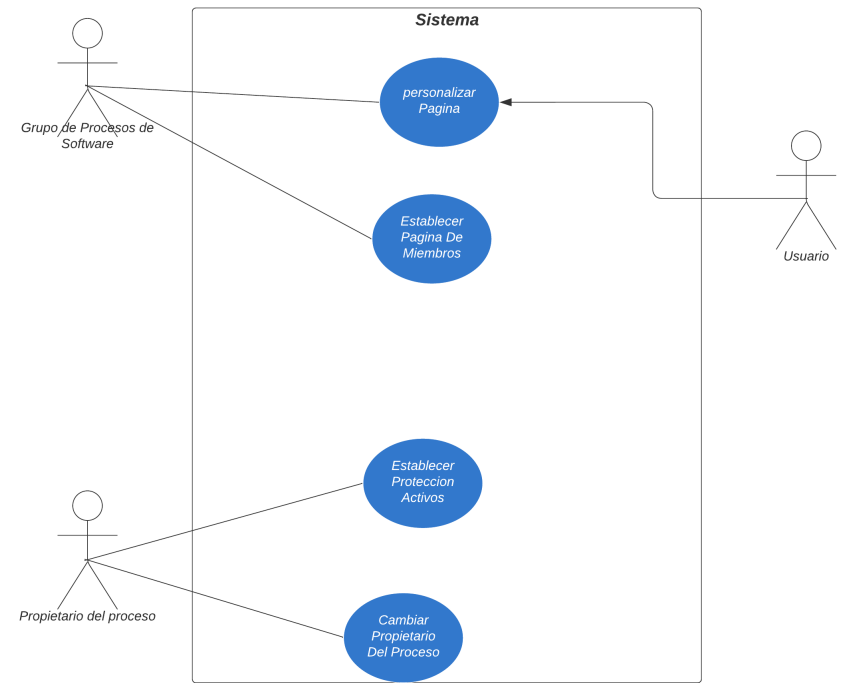 Sistema
personalizar
Pagina
Grupo de Procesos de
Software
Establecer
Pagina De
Miembros
Usuario
Establecer
Proteccion
Activos
Propietario del proceso
Cambiar
Propietario
Del Proceso